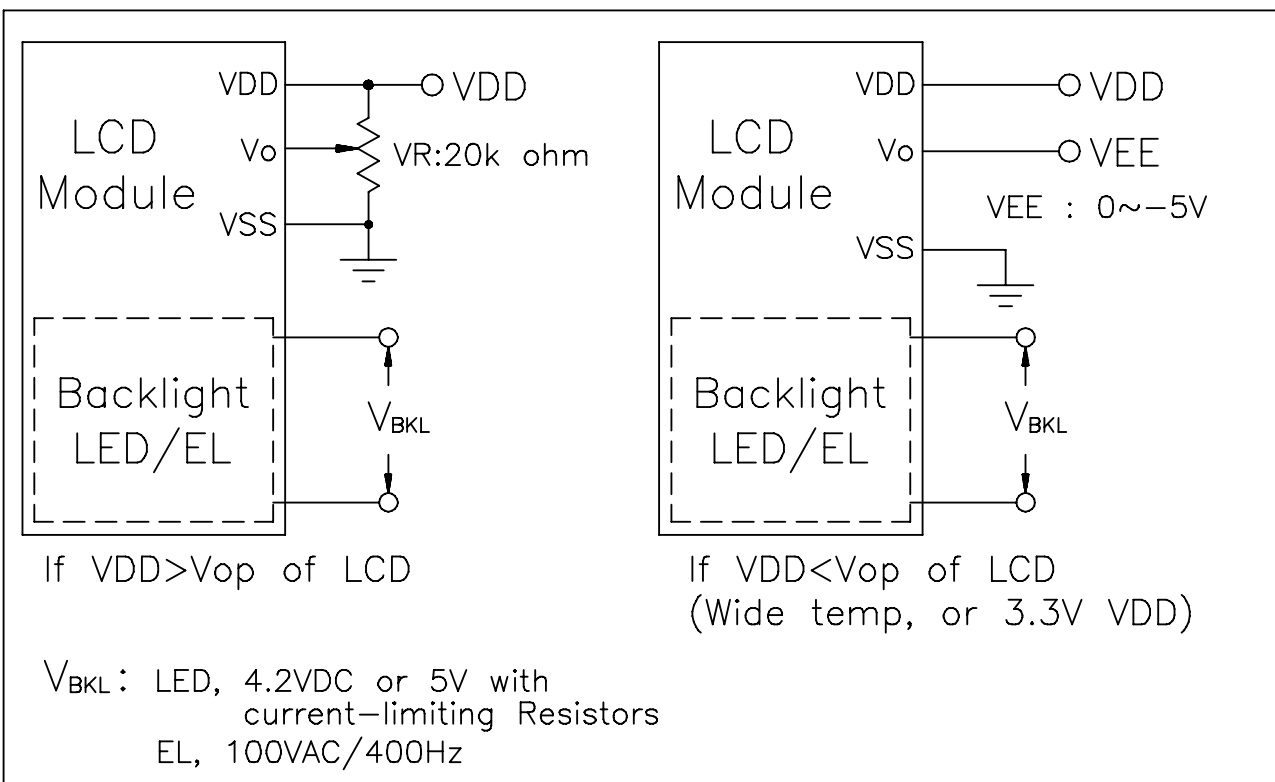 VDD
VDD
LCD
Module
Vo
VR:20k ohm
VSS
Backlight
LED/EL
VBKL
If VDD>Vop of LCD
VDD
VDD
LCD
Module
Vo
VEE
VEE : 0~-5V
VSS
Backlight
LED/EL
VBKL
If VDD<Vop of LCD
(Wide temp, or 3.3V VDD)
VBKL: LED, 4.2VDC or 5V with
current-limiting Resistors
EL, 100VAC/400Hz